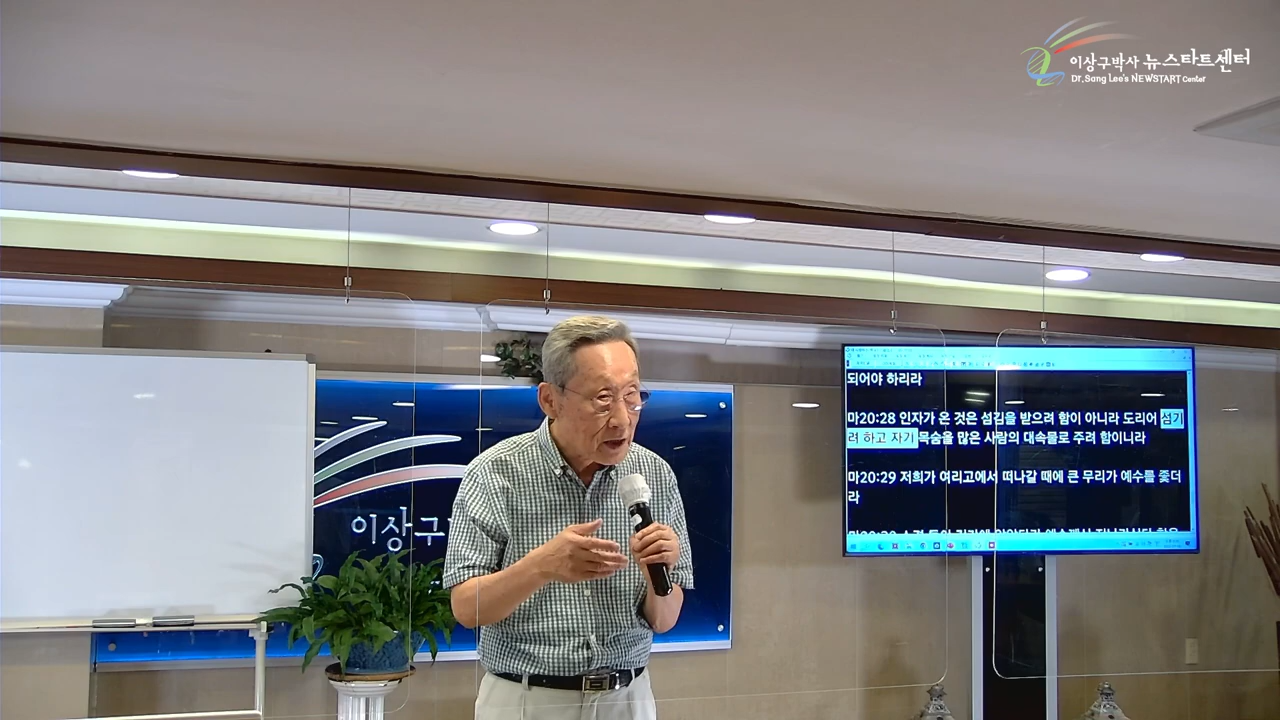 이상구박사 뉴스타트센터
Dr. Sang Lee's NEWSTART Center
이상구
되어야 하리라
마20:28 인자가 온 것은 섬김을 받으려 함이 아니라 도리어 섬기
려 하고 자기 목숨을 많은 사람의 대속물로 주려 함이니라
마20:29 저희가 여리고에서 떠나갈 때에 큰 무리가 예수를 좇더
라